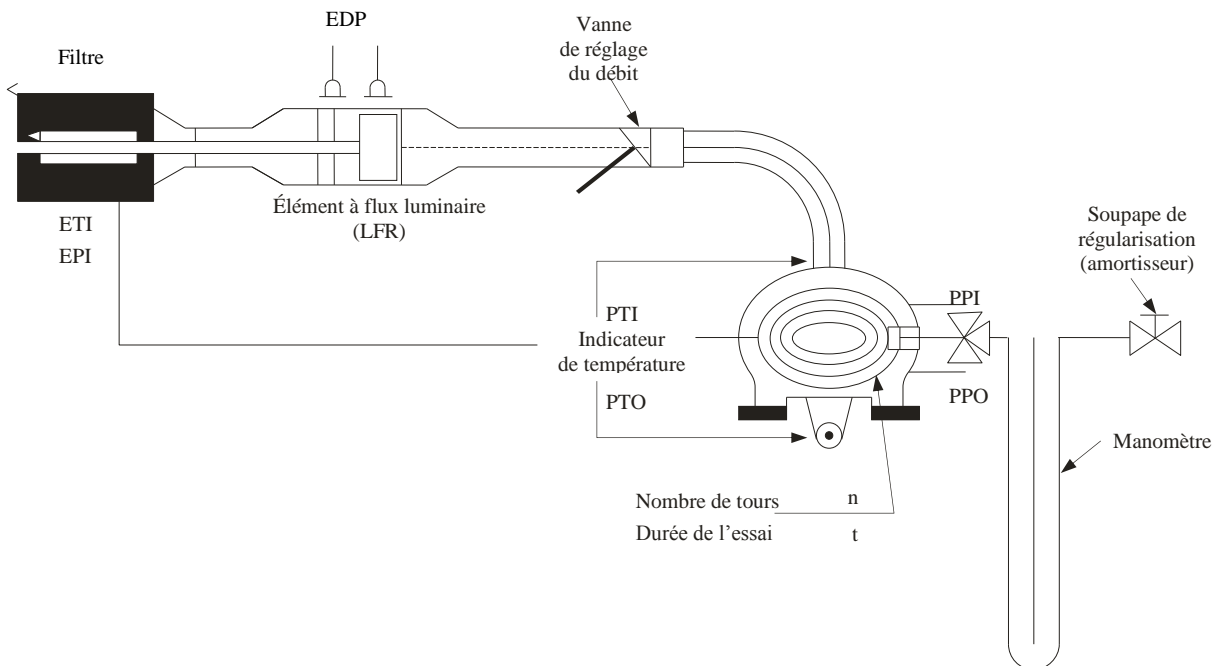 EDP
Vanne
de réglage
du débit
Filtre
Élément à flux luminaire
(LFR)
ETI
EPI
Soupape de
régularisation
(amortisseur)
PTI
Indicateur
de température
PTO
PPI
PPO
Manomètre
Nombre de tours n
Durée de l’essai t